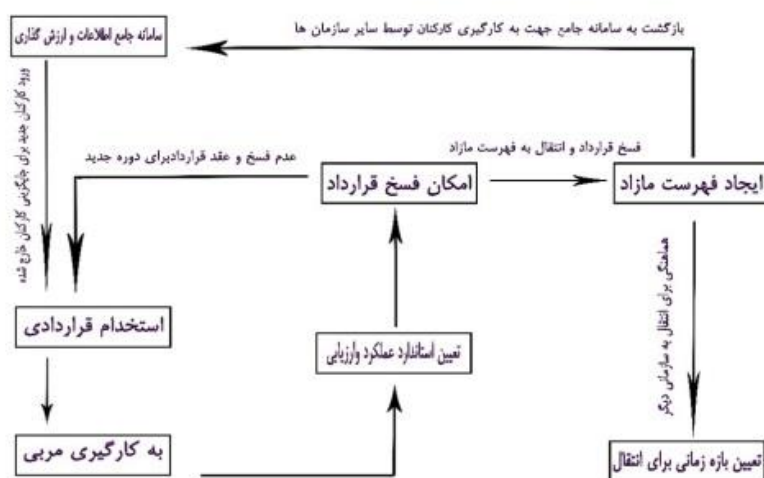 بازگشت به سامانه جامع جهت به کارگیری کارکنان توسط سایر سازمان ها
سامانه جامع اطلاعات و ارزش گذاری
ورود کارکنان جدید برای جایگزینی کارکنان خارج شده
فسخ قرارداد و انتقال به فهرست مازاد
عدم فسخ و عقد قراردادبرای دوره جدید
ایجاد فهرست مازاد
امکان فسخ قرارداد
هماهنگی برای انتقال به سازمانی دیگر
استخدام قراردادی
تعیین استاندارد عملکرد وارزیابی
به کارگیری مربی
تعیین بازه زمانی برای انتقال